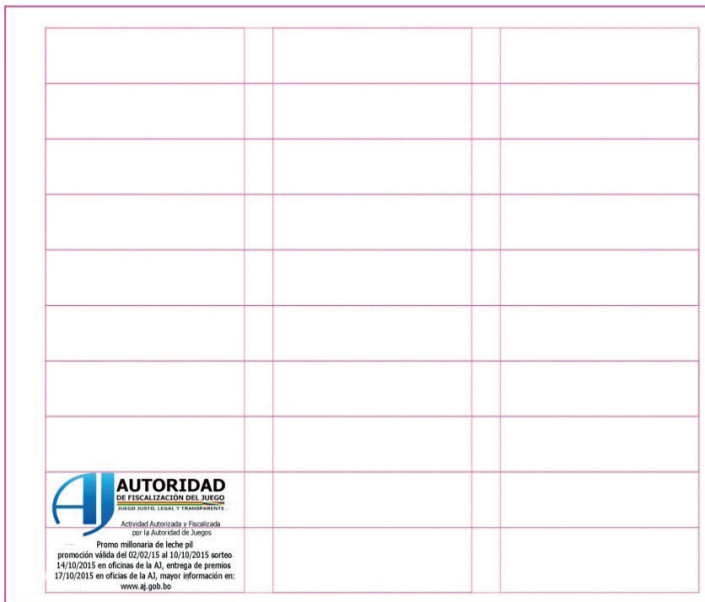 AJ AUTORIDAD
DE FISCALIZACIÓN DEL JUEGO
JUEGO JUSTO, LEGAL Y TRANSPARENTE
Actividad Autorizada y Fiscalizada
por la Autoridad de Juegos
Promo millonaria de leche pil
promoción válida del 02/02/15 al 10/10/2015 sorteo
14/10/2015 en oficinas de la AJ, entrega de premios
17/10/2015 en oficias de la AJ, mayor información en:
www.aj.gob.bo